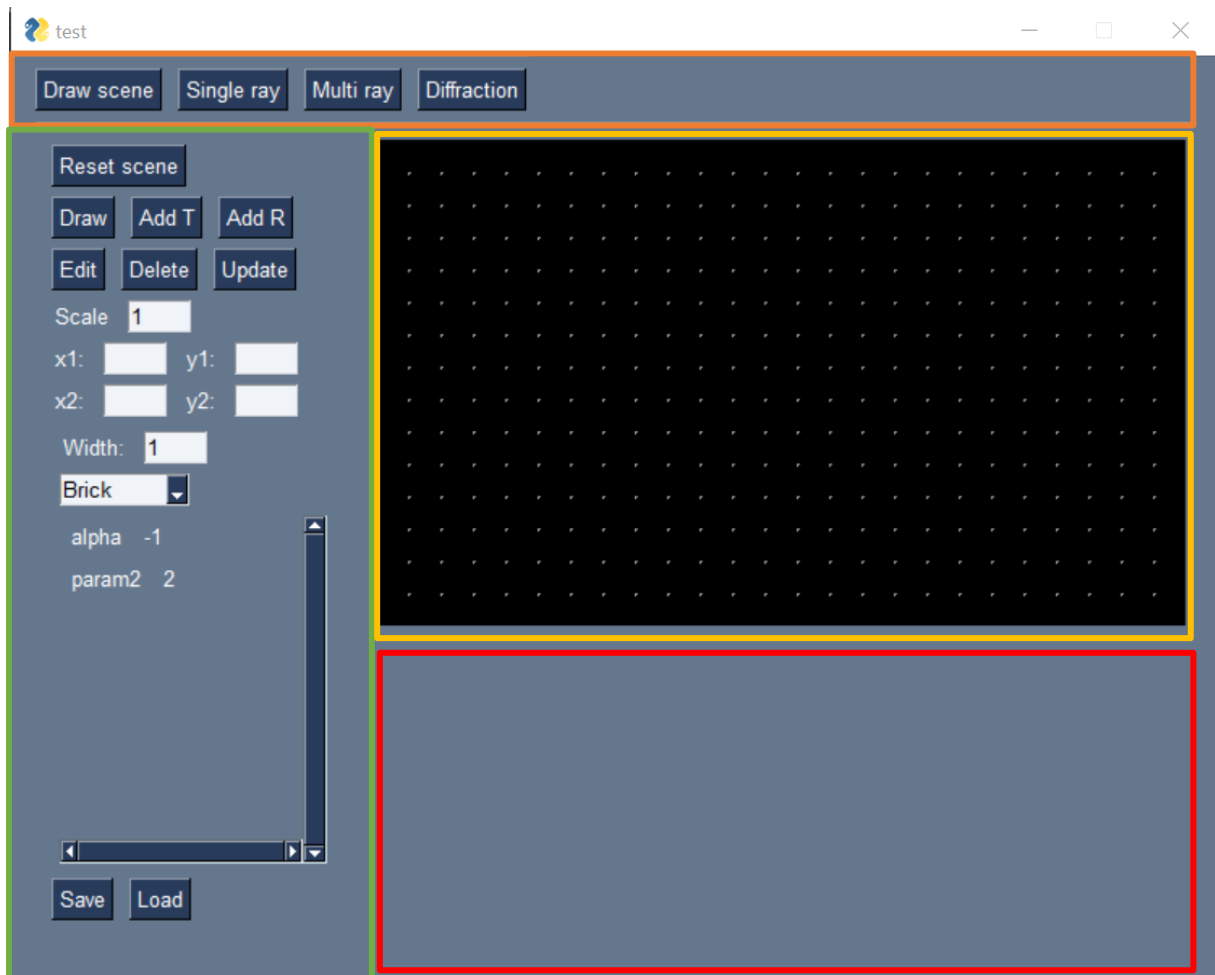 test
Draw scene Single ray Multi ray Diffraction
Reset scene
Draw Add T Add R
Edit Delete Update
Scale 1
x1: y1:
x2: y2:
Width: 1
Brick
alpha -1
param2 2
Save Load